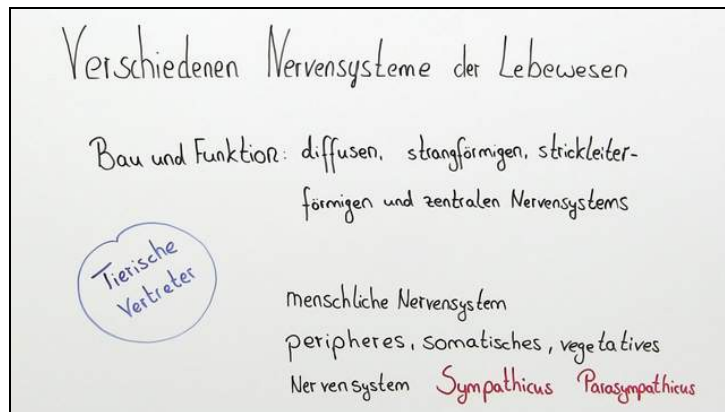 Verschiedenen Nervensysteme der Lebewesen
Bau und Funktion: diffusen, strangförmigen, strickleiter-
förmigen und zentralen Nervensystems
Tierische
Vertreter
menschliche Nervensystem
peripheres, somatisches, vegetatives
Nervensystem Sympathicus Parasympathicus